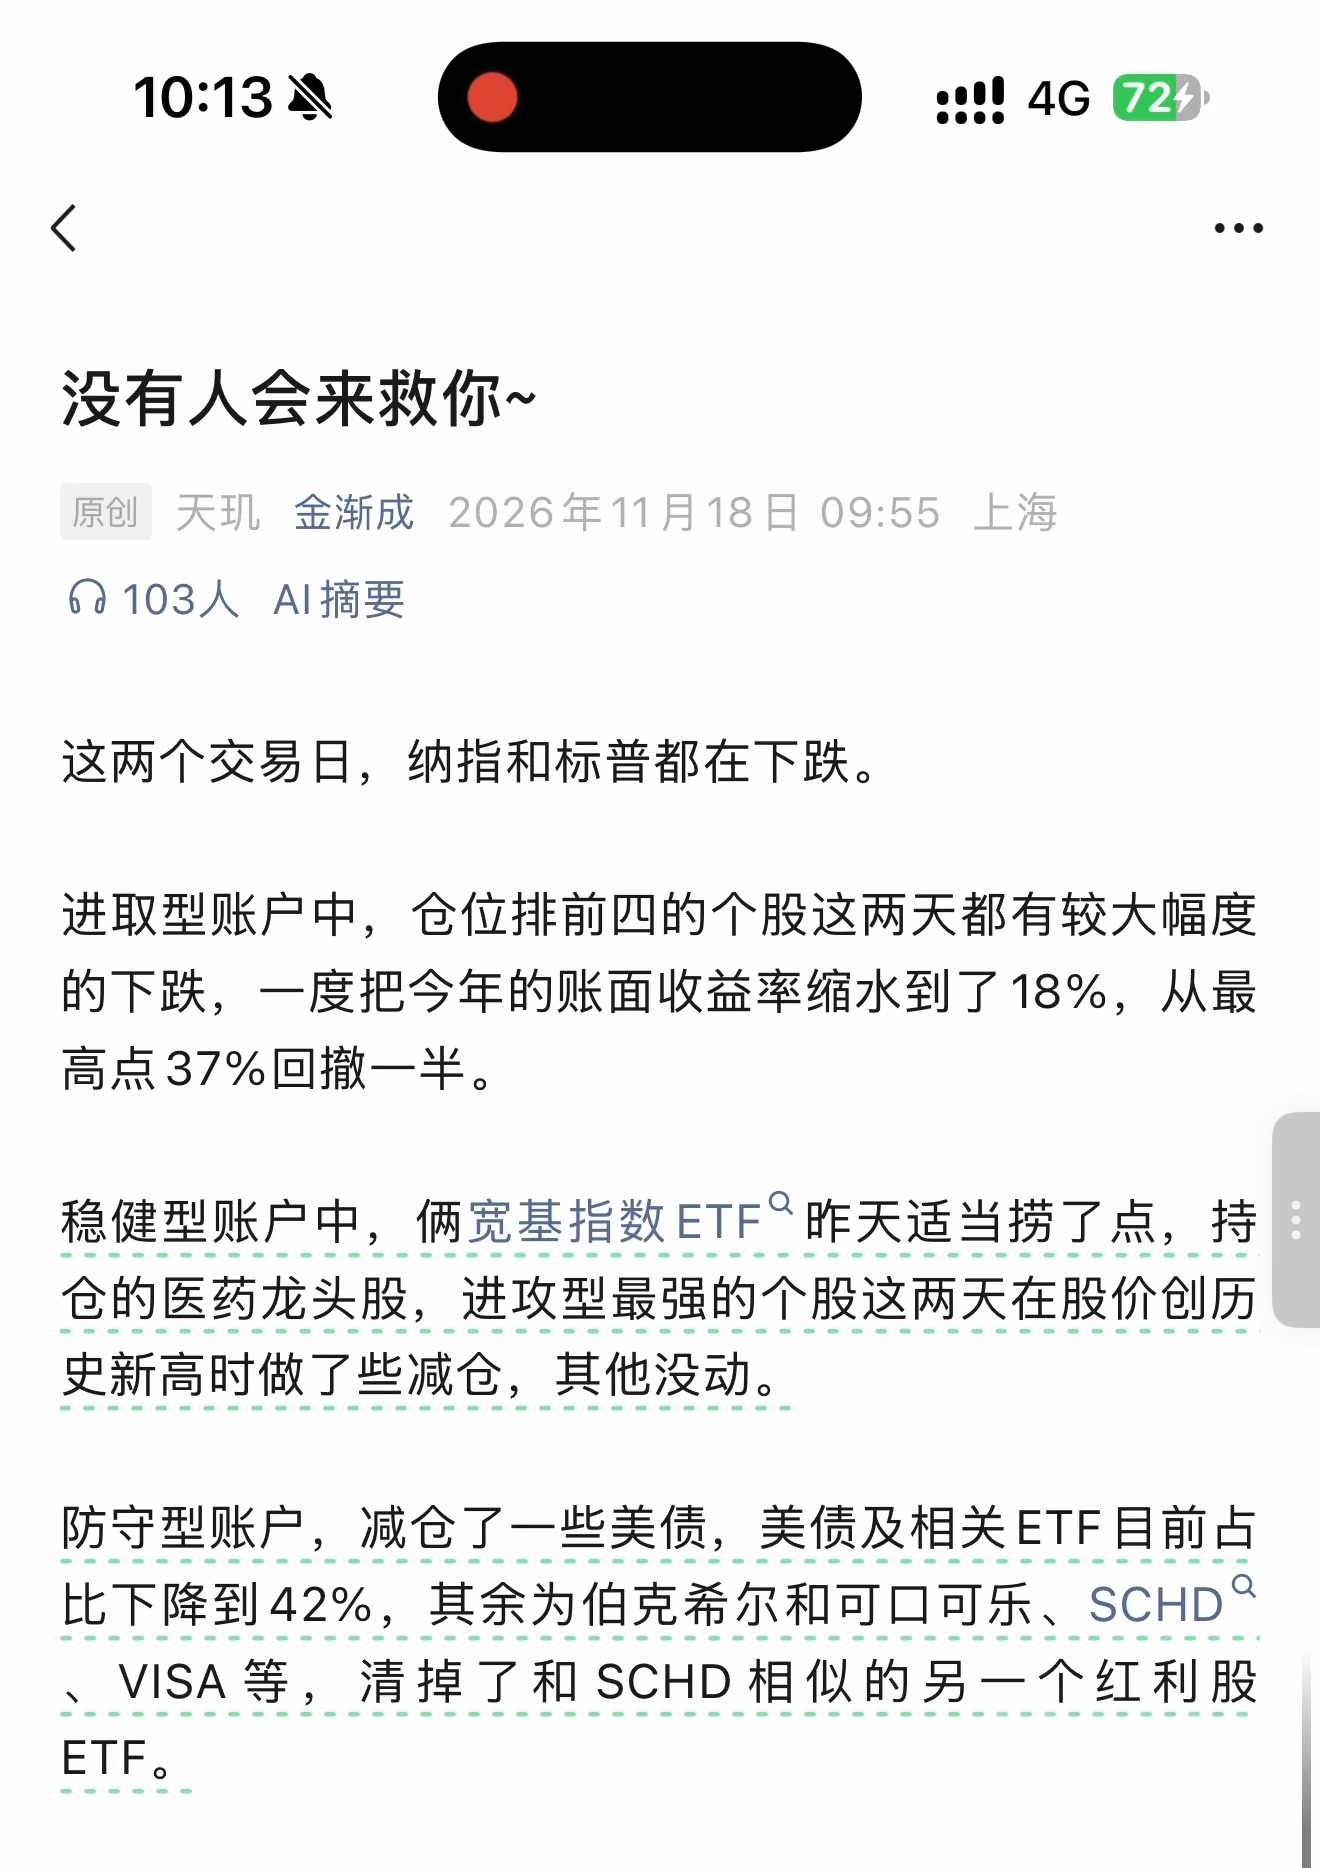 10:13 4G 72
没有人会来救你~
原创 天玑 金渐成 2026年11月18日 09:55 上海
103人 AI摘要
这两个交易日，纳指和标普都在下跌。
进取型账户中，仓位排前四的个股这两天都有较大幅度
的下跌，一度把今年的账面收益率缩水到了18%，从最
高点37%回撤一半。
稳健型账户中，俩宽基指数ETF昨天适当捞了点，持
仓的医药龙头股，进攻型最强的个股这两天在股价创历
史新高时做了些减仓，其他没动。
防守型账户，减仓了一些美债，美债及相关ETF目前占
比下降到42%，其余为伯克希尔和可口可乐、SCHD
、VISA等，清掉了和SCHD相似的另一个红利股
ETF。